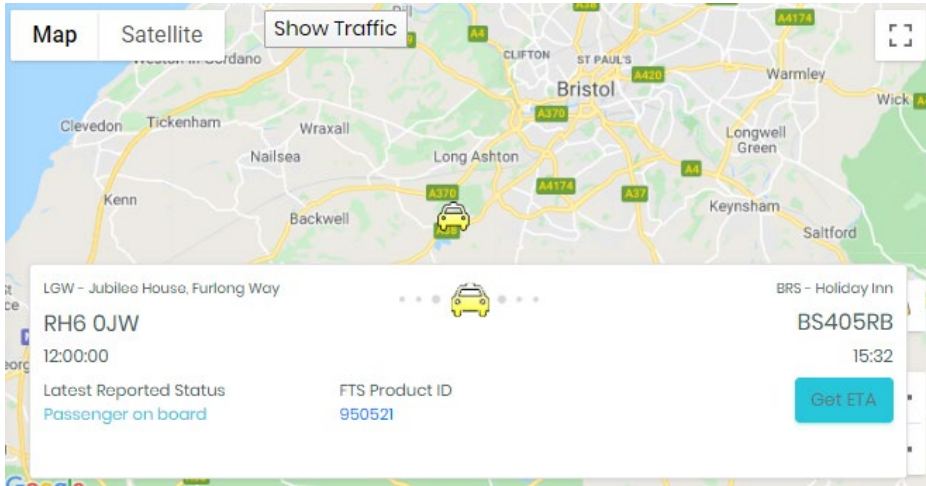 Map
Satellite
Show Traffic
A4
A38
A4174
CLIFTON
ST PAUL'S
A420
Warmley
Bristol
Wick
A370
Clevedon
Tickenham
Wraxall
Longwell
Green
Nailsea
Long Ashton
A4
A4174
A37
A370
Kenn
Backwell
Keynsham
A38
Saltford
LGW - Jubilee House, Furlong Way
BRS - Holiday Inn
RH6 0JW
BS405RB
12:00:00
15:32
Latest Reported Status
FTS Product ID
Get ETA
Passenger on board
950521
Google